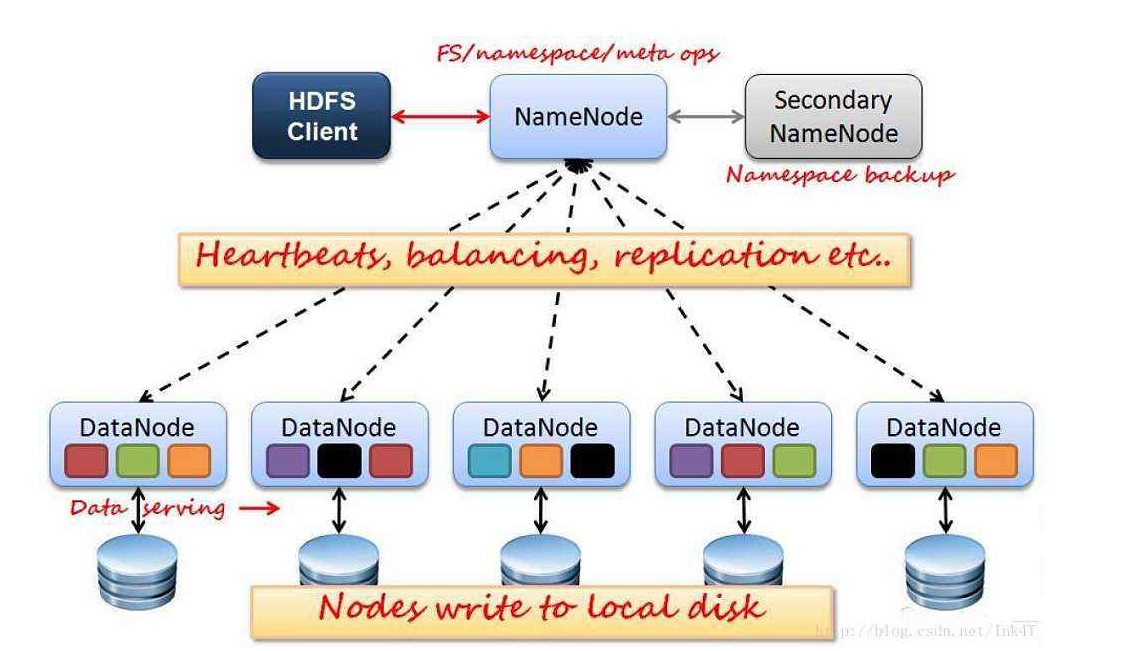 FS/namespace/meta ops
HDFS
Client
NameNode
Secondary
NameNode
Namespace backup
Heartbeats, balancing, replication etc..
DataNode
DataNode
DataNode
DataNode
DataNode
Data serving
Nodes write to local disk
http://blog.csdn.net/Ink4T